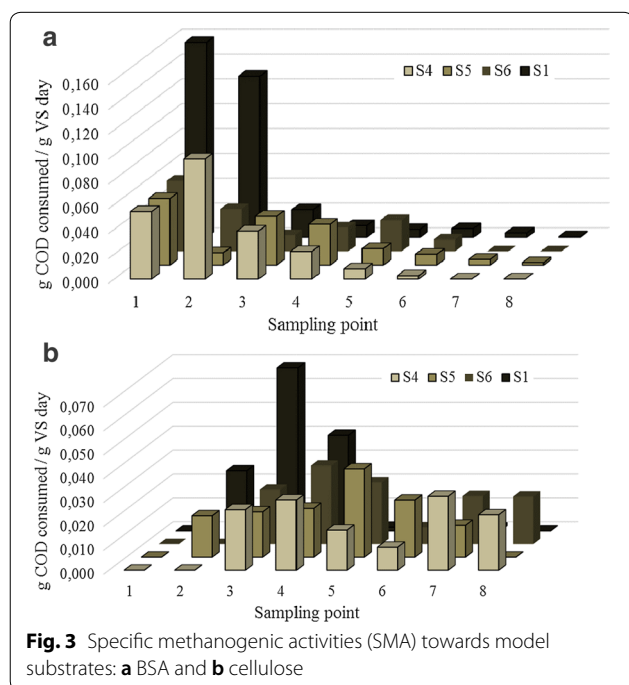 a
S4 S5 S6 S1
0,160
0,140
0,120
0,100
0,080
0,060
0,040
0,020
0,000
g COD consumed / g VS day
1 2 3 4 5 6 7 8
Sampling point
b
S4 S5 S6 S1
0,070
0,060
0,050
0,040
0,030
0,020
0,010
0,000
g COD consumed / g VS day
1 2 3 4 5 6 7 8
Sampling point
Fig. 3 Specific methanogenic activities (SMA) towards model
substrates: a BSA and b cellulose